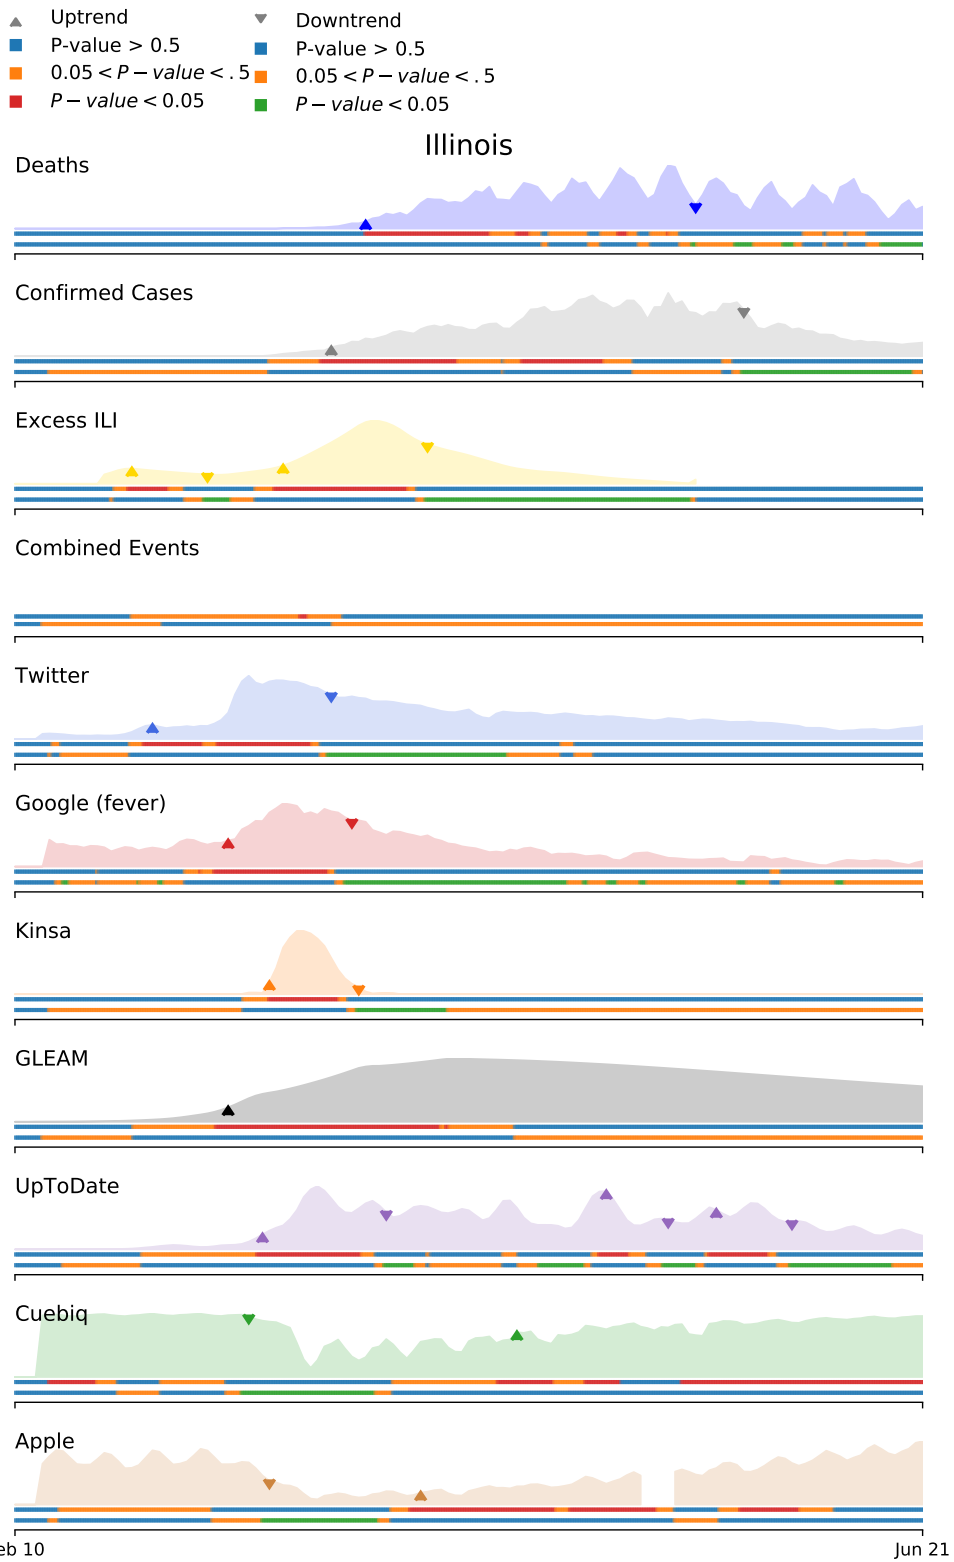 Uptrend
P-value > 0.5
0.05 < P − value < .5
P − value < 0.05
Downtrend
P-value > 0.5
0.05 < P − value < .5
P − value < 0.05
Illinois
Deaths
Confirmed Cases
Excess ILI
Combined Events
Twitter
Google (fever)
Kinsa
GLEAM
UpToDate
Cuebiq
Apple
eb 10
Jun 21